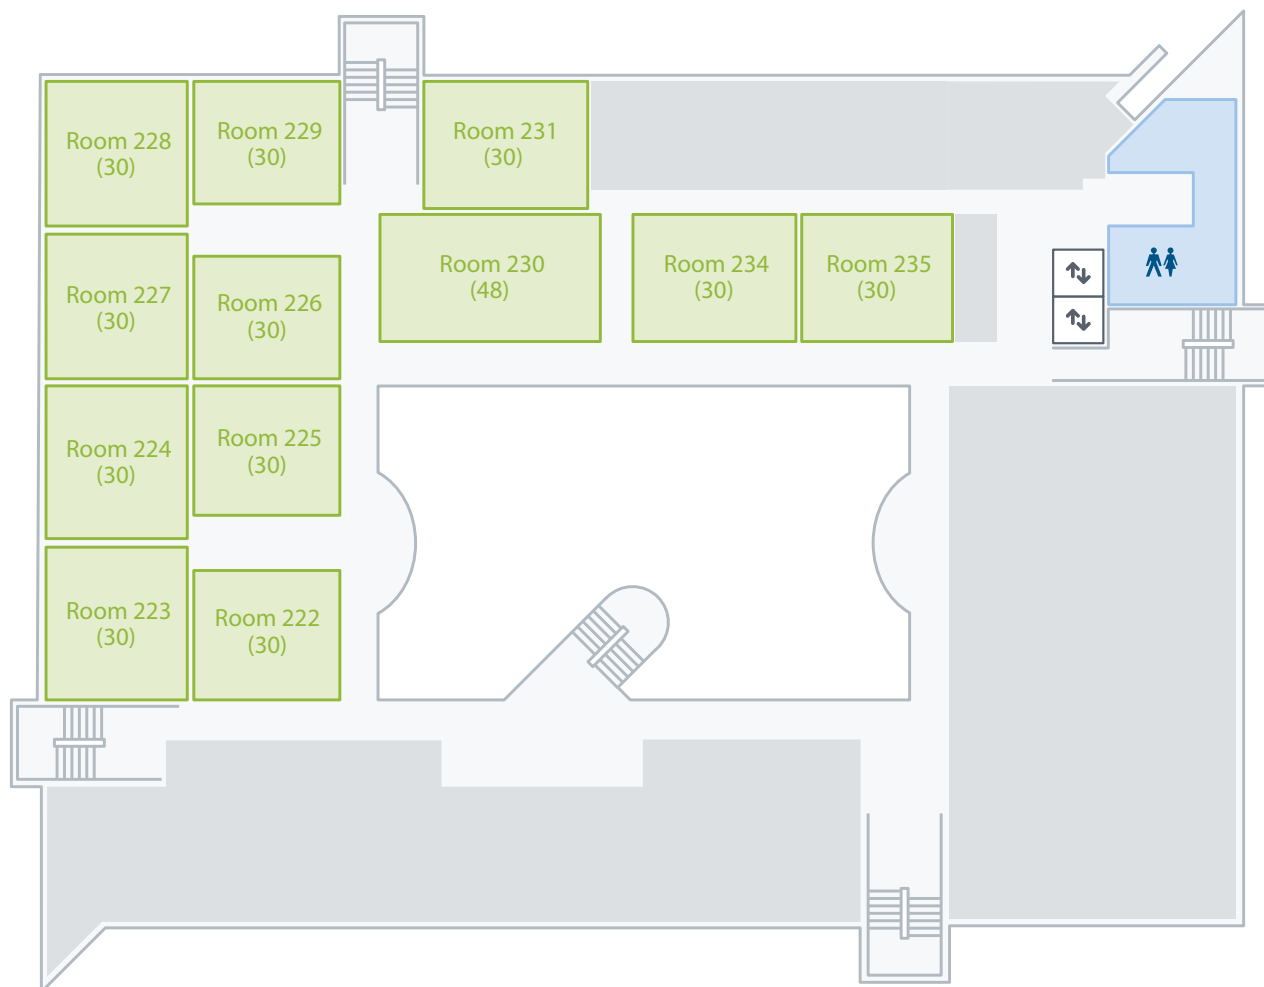 Room 228
(30)
Room 229
(30)
Room 231
(30)
Room 227
(30)
Room 226
(30)
Room 230
(48)
Room 234
(30)
Room 235
(30)
Room 224
(30)
Room 225
(30)
Room 223
(30)
Room 222
(30)